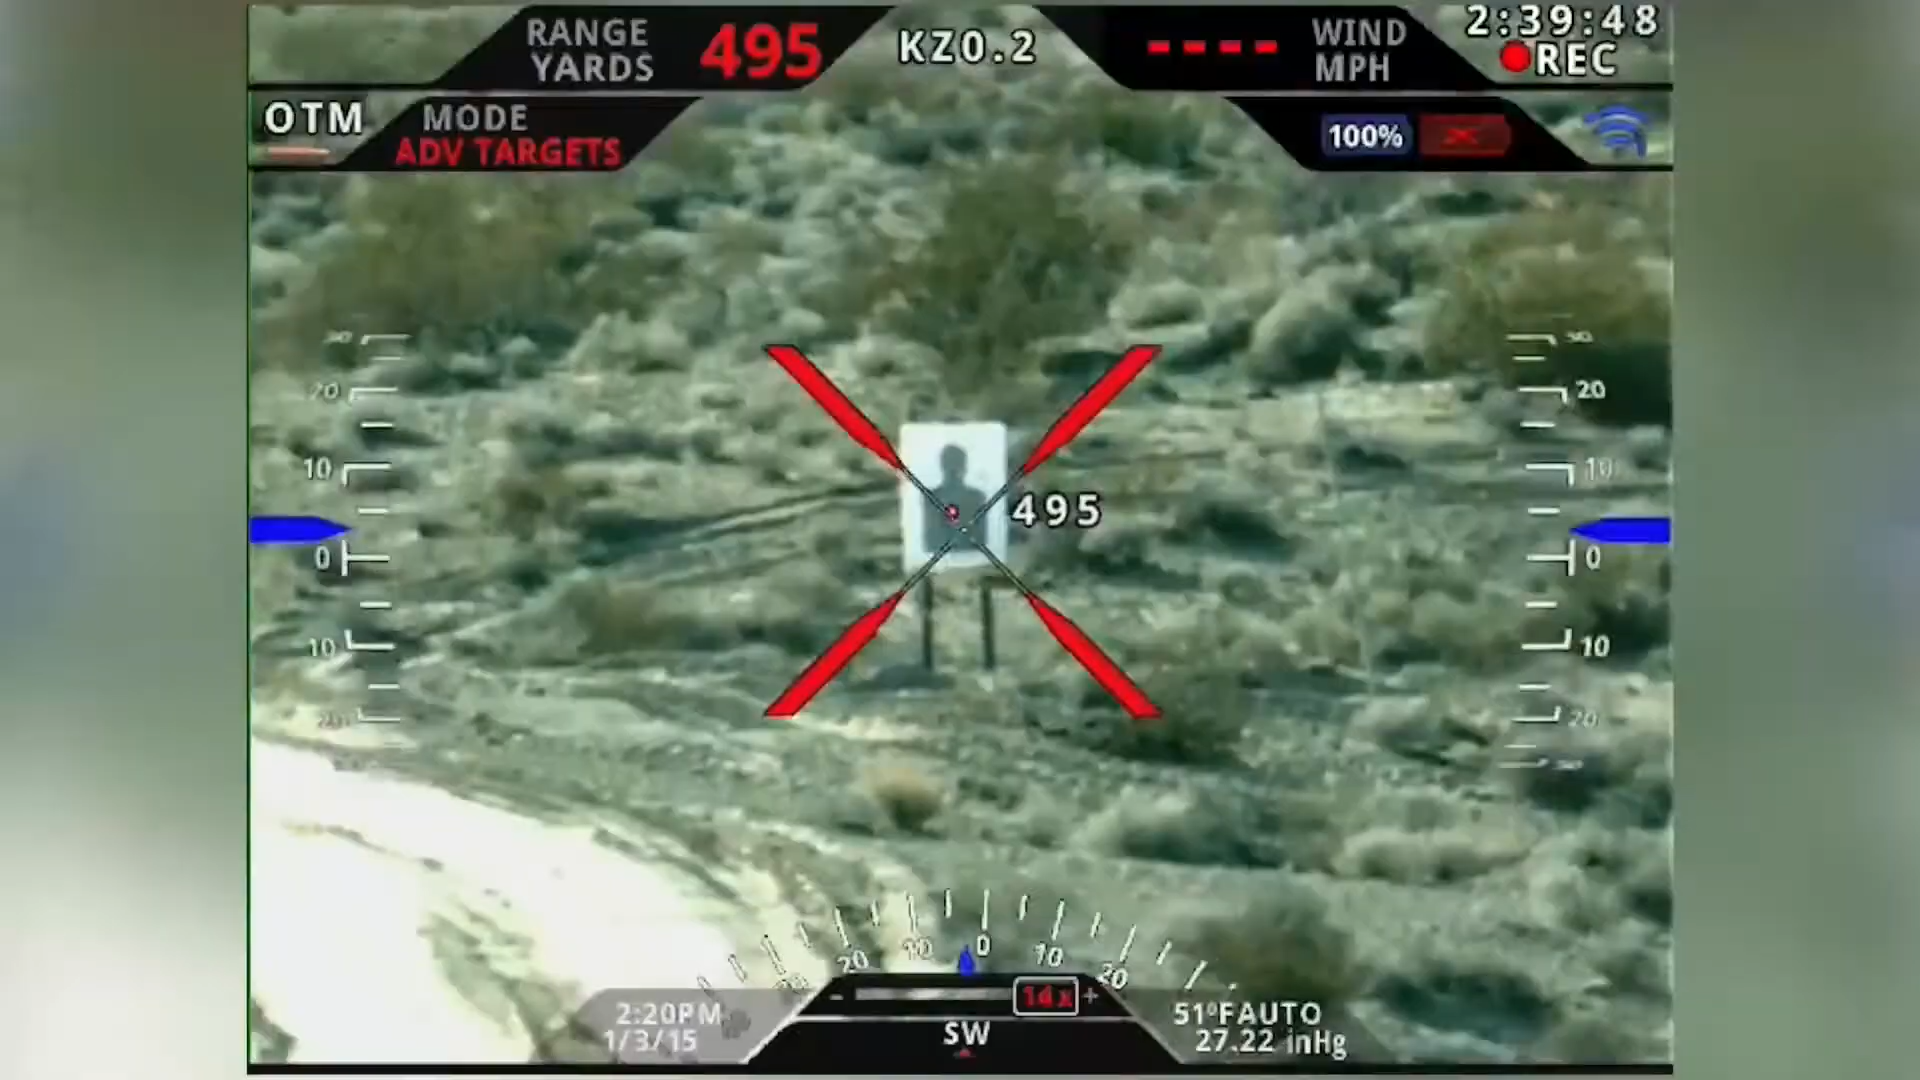 RANGE
YARDS
495
KZ0.2
----
WIND
MPH
2:39:48
REC
OTM
MODE
ADV TARGETS
100%
20
10
0
10
20
20
10
0
10
20
495
20
10
0
10
20
- 14x +
SW
2:20PM
1/3/15
51°FAUTO
27.22 inHg